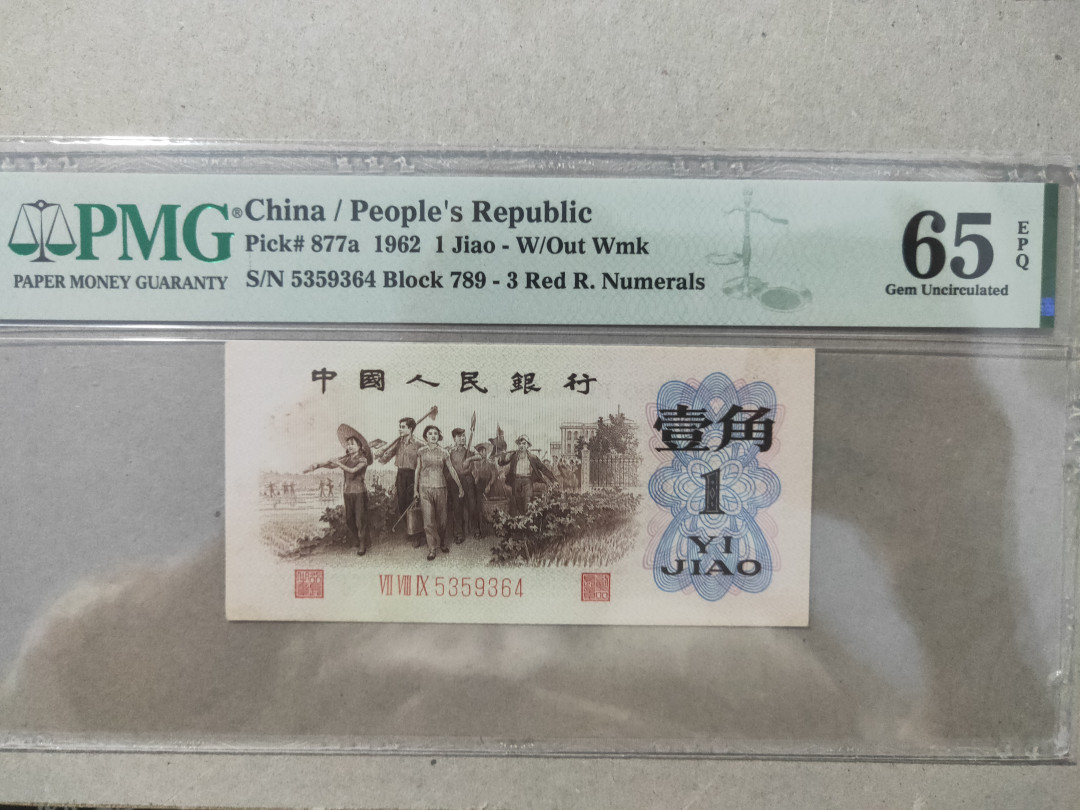 PMG®
PAPER MONEY GUARANTY
China / People's Republic
Pick# 877a 1962 1 Jiao - W/Out Wmk
S/N 5359364 Block 789 - 3 Red R. Numerals
65
EPQ
Gem Uncirculated
中國人民銀行
壹角
1
YI
JIAO
VII VIII IX 5359364